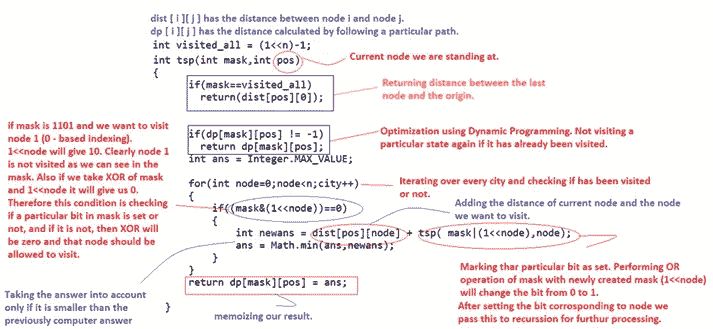 dist [ i ][ j ] has the distance between node i and node j.
dp [ i ][ j ] has the distance calculated by following a particular path.
int visited_all = (1<<n)-1;
int tsp(int mask,int pos)
Current node we are standing at.
{
if(mask==visited_all)
return(dist[pos][0]);
Returning distance between the last
node and the origin.
if(dp[mask][pos] != -1)
return dp[mask][pos];
Optimization using Dynamic Programming. Not visiting a
particular state again if it has already been visited.
int ans = Integer.MAX_VALUE;
if mask is 1101 and we want to visit
node 1 (0 - based indexing).
1<<node will give 10. Clearly node 1
is not visited as we can see in the
mask. Also if we take XOR of mask
and 1<<node it will give us 0.
Therefore this condition is checking
if a particular bit in mask is set or
not, and if it is not, then XOR will
be zero and that node should be
allowed to visit.
for(int node=0;node<n;city++)
Iterating over every city and checking if has been visited
or not.
{
if((mask&(1<<node))==0)
Adding the distance of current node and the node
we want to visit.
{
int newans = dist[pos][node] + tsp( mask|(1<<node),node);
ans = Math.min(ans,newans);
}
}
Taking the answer into account
only if it is smaller than the
previously computer answer
return dp[mask][pos] = ans;
}
memoizing our result.
Marking thar particular bit as set. Performing OR
operation of mask with newly created mask (1<<node)
will change the bit from 0 to 1.
After setting the bit corrosponding to node we
pass this to recurssion for furthur processing.